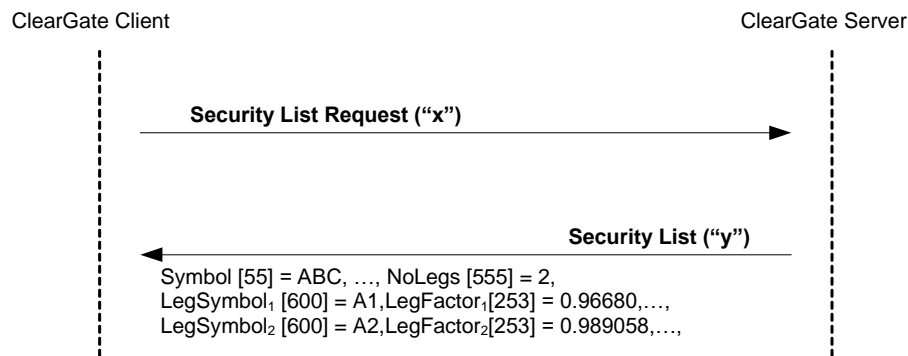 ClearGate Client
ClearGate Server
Security List Request (“x”)
Security List (“y”)
Symbol [55] = ABC, …, NoLegs [555] = 2,
LegSymbol₁ [600] = A1,LegFactor₁[253] = 0.96680,…,
LegSymbol₂ [600] = A2,LegFactor₂[253] = 0.989058,…,